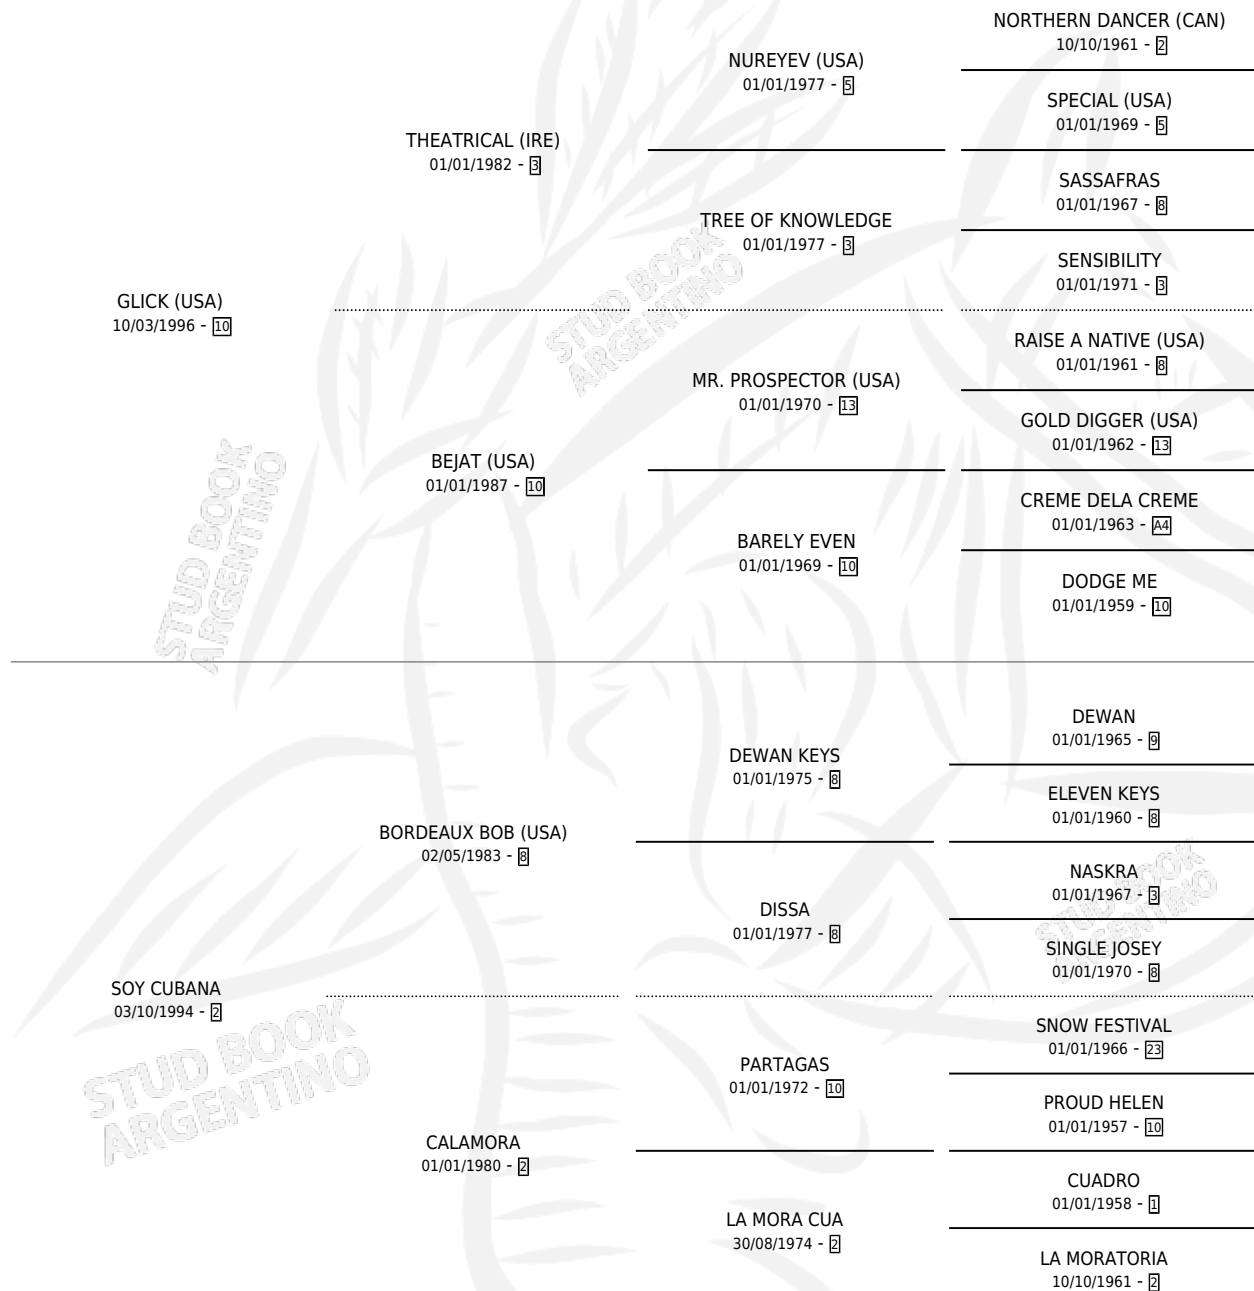 NORTHERN DANCER (CAN)
10/10/1961 - 2
NUREYEV (USA)
01/01/1977 - 5
SPECIAL (USA)
01/01/1969 - 5
THEATRICAL (IRE)
01/01/1982 - 3
SASSAFRAS
01/01/1967 - 8
TREE OF KNOWLEDGE
01/01/1977 - 3
SENSIBILITY
01/01/1971 - 3
GLICK (USA)
10/03/1996 - 10
RAISE A NATIVE (USA)
01/01/1961 - 8
MR. PROSPECTOR (USA)
01/01/1970 - 13
GOLD DIGGER (USA)
01/01/1962 - 13
BEJAT (USA)
01/01/1987 - 10
CREME DELA CREME
01/01/1963 - A4
BARELY EVEN
01/01/1969 - 10
DODGE ME
01/01/1959 - 10
STUD BOOK
ARGENTINO
STUD BOOK
ARGENTINO
DEWAN
01/01/1965 - 9
DEWAN KEYS
01/01/1975 - 8
ELEVEN KEYS
01/01/1960 - 8
BORDEAUX BOB (USA)
02/05/1983 - 8
NASKRA
01/01/1967 - 3
DISSA
01/01/1977 - 8
SINGLE JOSEY
01/01/1970 - 8
STUD BOOK
ARGENTINO
SOY CUBANA
03/10/1994 - 2
SNOW FESTIVAL
01/01/1966 - 23
PARTAGAS
01/01/1972 - 10
PROUD HELEN
01/01/1957 - 10
STUD BOOK
ARGENTINO
CALAMORA
01/01/1980 - 2
CUADRO
01/01/1958 - 1
LA MORA CUA
30/08/1974 - 2
LA MORATORIA
10/10/1961 - 2